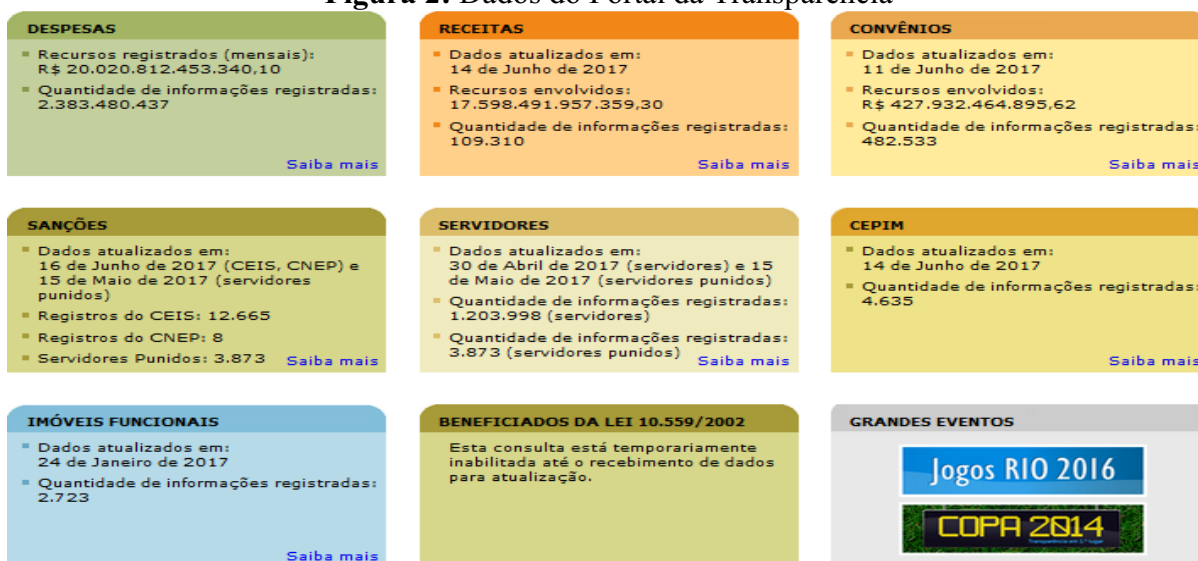 Figura 2: Dados do Portal da Transparência
DESPESAS
Recursos registrados (mensais):
R$ 20.020.812.453.340,10
Quantidade de informações registradas:
2.383.480.437
Saiba mais
RECEITAS
Dados atualizados em:
14 de Junho de 2017
Recursos envolvidos:
17.598.491.957.359,30
Quantidade de informações registradas:
109.310
Saiba mais
CONVÊNIOS
Dados atualizados em:
11 de Junho de 2017
Recursos envolvidos:
R$ 427.932.464.895,62
Quantidade de informações registradas:
482.533
Saiba mais
SANÇÕES
Dados atualizados em:
16 de Junho de 2017 (CEIS, CNEP) e
15 de Maio de 2017 (servidores
punidos)
Registros do CEIS: 12.665
Registros do CNEP: 8
Servidores Punidos: 3.873
Saiba mais
SERVIDORES
Dados atualizados em:
30 de Abril de 2017 (servidores) e 15
de Maio de 2017 (servidores punidos)
Quantidade de informações registradas:
1.203.998 (servidores)
Quantidade de informações registradas:
3.873 (servidores punidos)
Saiba mais
CEPIM
Dados atualizados em:
14 de Junho de 2017
Quantidade de informações registradas:
4.635
Saiba mais
IMÓVEIS FUNCIONAIS
Dados atualizados em:
24 de Janeiro de 2017
Quantidade de informações registradas:
2.723
Saiba mais
BENEFICIADOS DA LEI 10.559/2002
Esta consulta está temporariamente
inabilitada até o recebimento de dados
para atualização.
GRANDES EVENTOS
Jogos RIO 2016
COPA 2014
Transparência em 1.º lugar